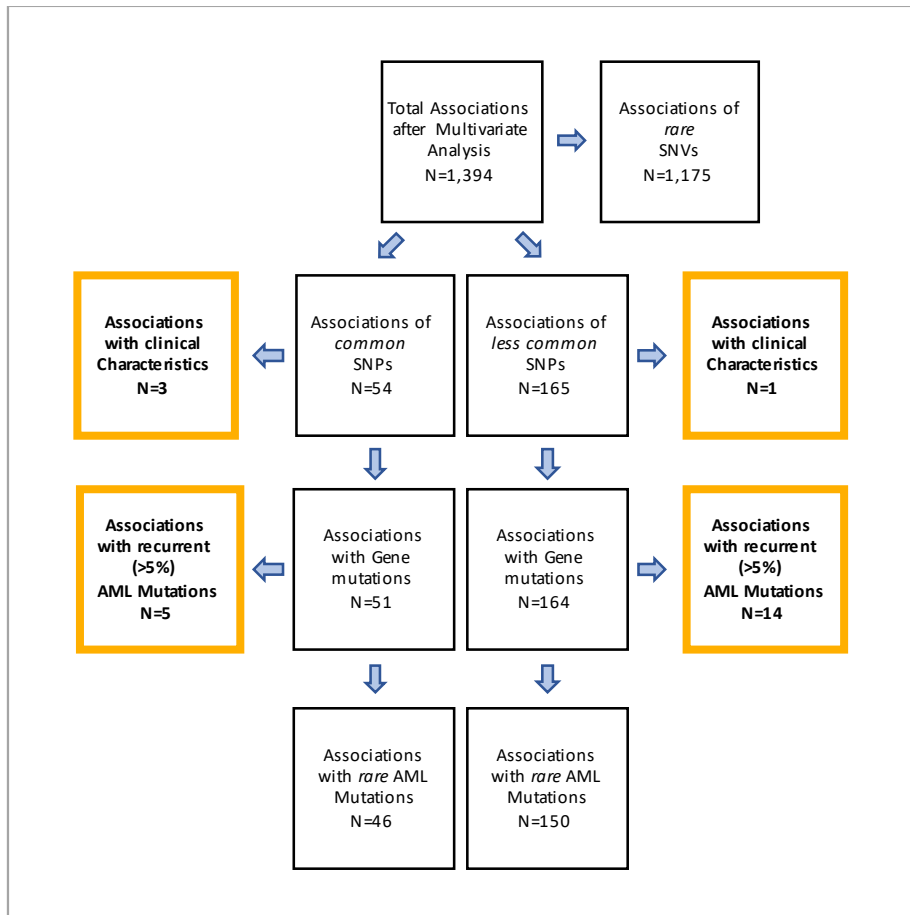 Total Associations
after Multivariate
Analysis
N=1,394
Associations of
rare
SNVs
N=1,175
Associations
with clinical
Characteristics
N=3
Associations of
common
SNPs
N=54
Associations of
less common
SNPs
N=165
Associations
with clinical
Characteristics
N=1
Associations
with recurrent
(>5%)
AML Mutations
N=5
Associations
with Gene
mutations
N=51
Associations
with Gene
mutations
N=164
Associations
with recurrent
(>5%)
AML Mutations
N=14
Associations
with rare AML
Mutations
N=46
Associations
with rare AML
Mutations
N=150